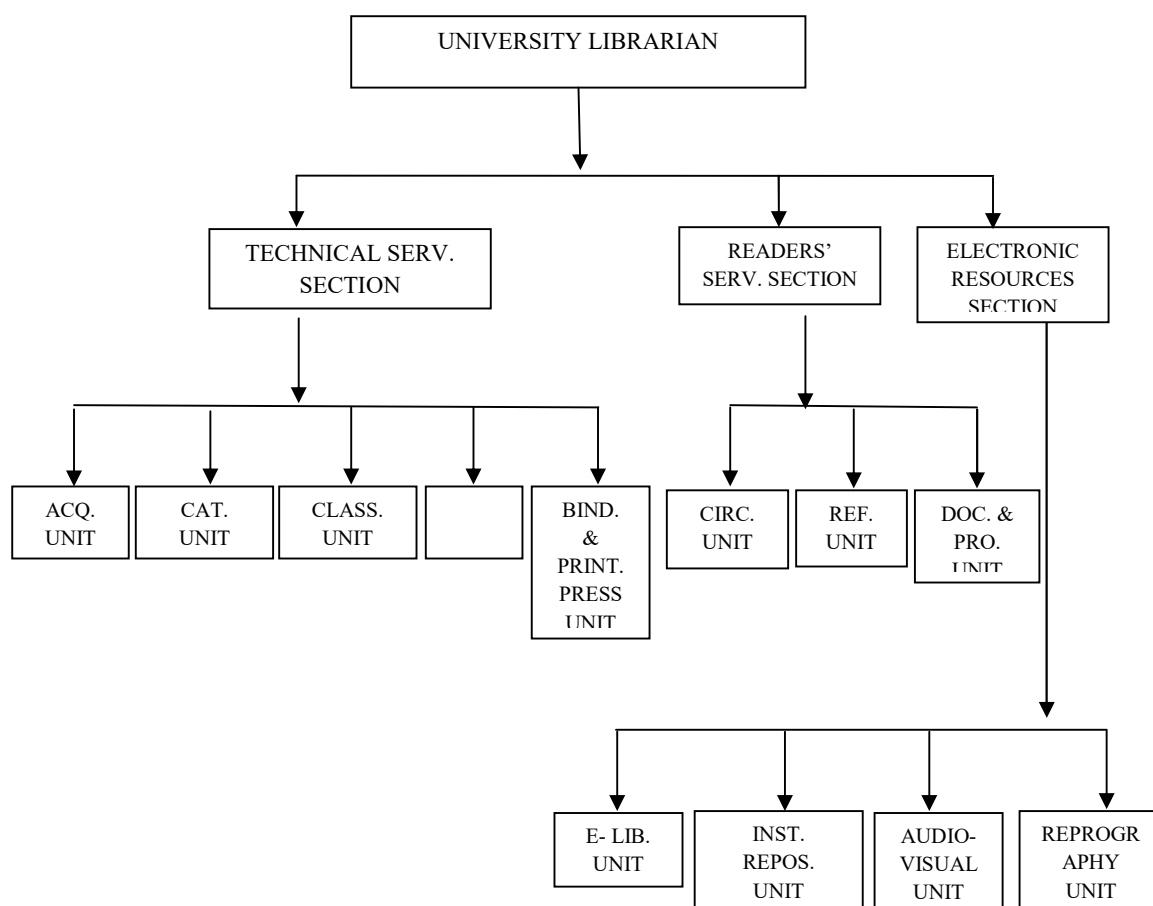 UNIVERSITY LIBRARIAN
TECHNICAL SERV.
SECTION
READERS’
SERV. SECTION
ELECTRONIC
RESOURCES
SECTION
ACQ.
UNIT
CAT.
UNIT
CLASS.
UNIT
BIND.
&
PRINT.
PRESS
UNIT
CIRC.
UNIT
REF.
UNIT
DOC. &
PRO.
UNIT
E- LIB.
UNIT
INST.
REPOS.
UNIT
AUDIO-
VISUAL
UNIT
REPROGR
APHY
UNIT